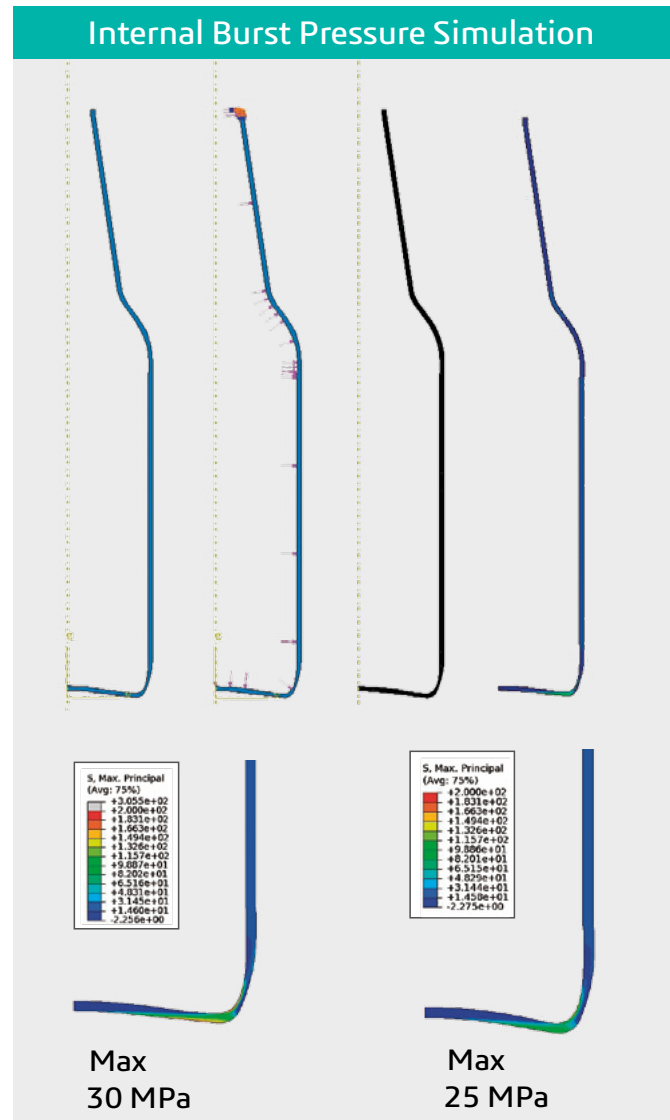 Internal Burst Pressure Simulation
S, Max. Principal
(Avg: 75%)
+3.055e+02
+2.000e+02
+1.831e+02
+1.663e+02
+1.494e+02
+1.326e+02
+1.157e+02
+9.887e+01
+8.202e+01
+6.516e+01
+4.831e+01
+3.145e+01
+1.460e+01
-2.256e+00
S, Max. Principal
(Avg: 75%)
+2.000e+02
+1.831e+02
+1.663e+02
+1.494e+02
+1.326e+02
+1.157e+02
+9.886e+01
+8.201e+01
+6.515e+01
+4.829e+01
+3.144e+01
+1.458e+01
-2.275e+00
Max
30 MPa
Max
25 MPa